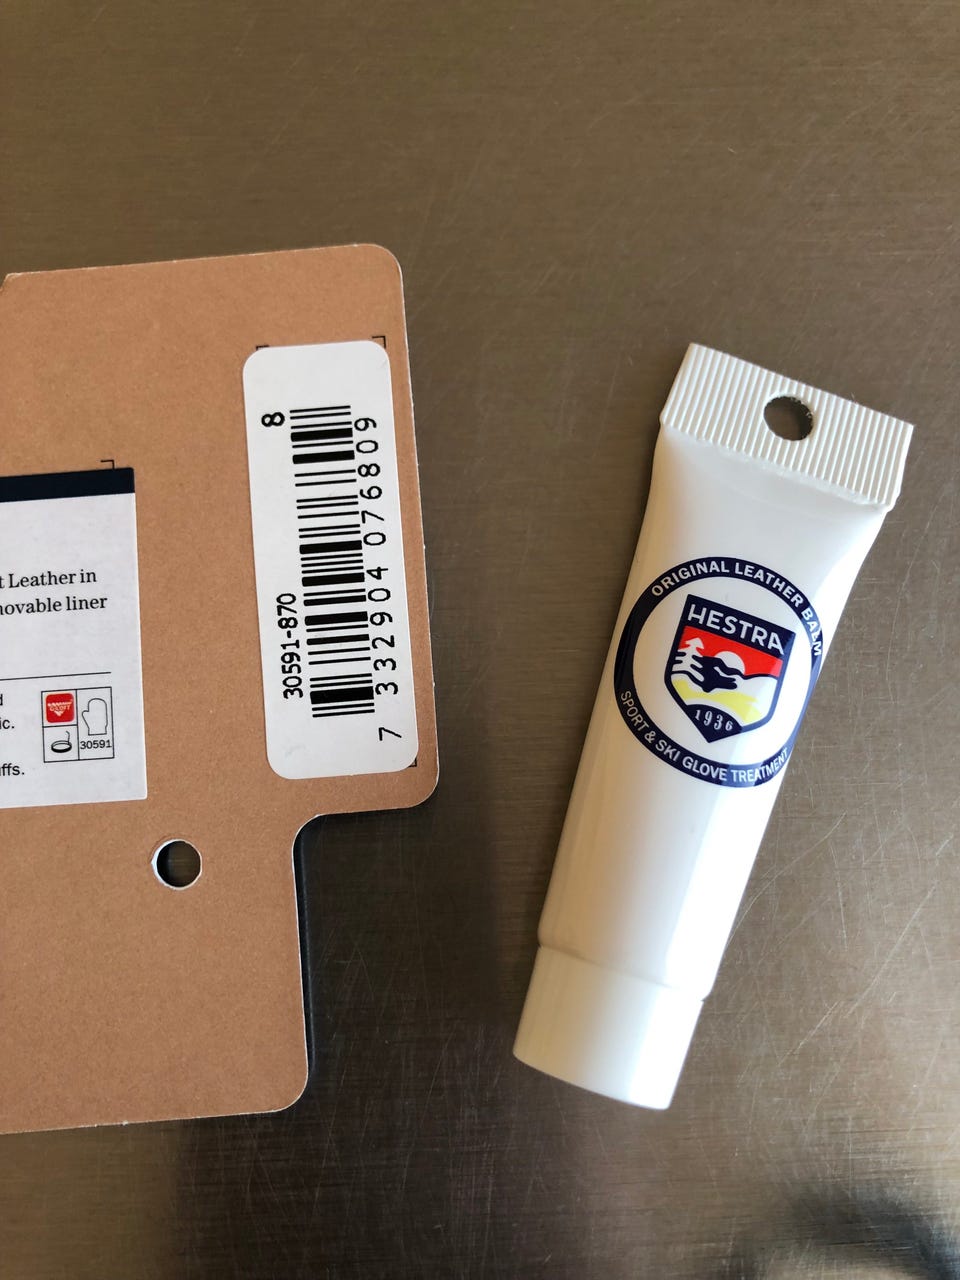 t Leather in
novable liner
d
ic.
ffs.
30591
30591-870
8
7 332904 076809
ORIGINAL LEATHER BALM
HESTRA
1936
SPORT & SKI GLOVE TREATMENT